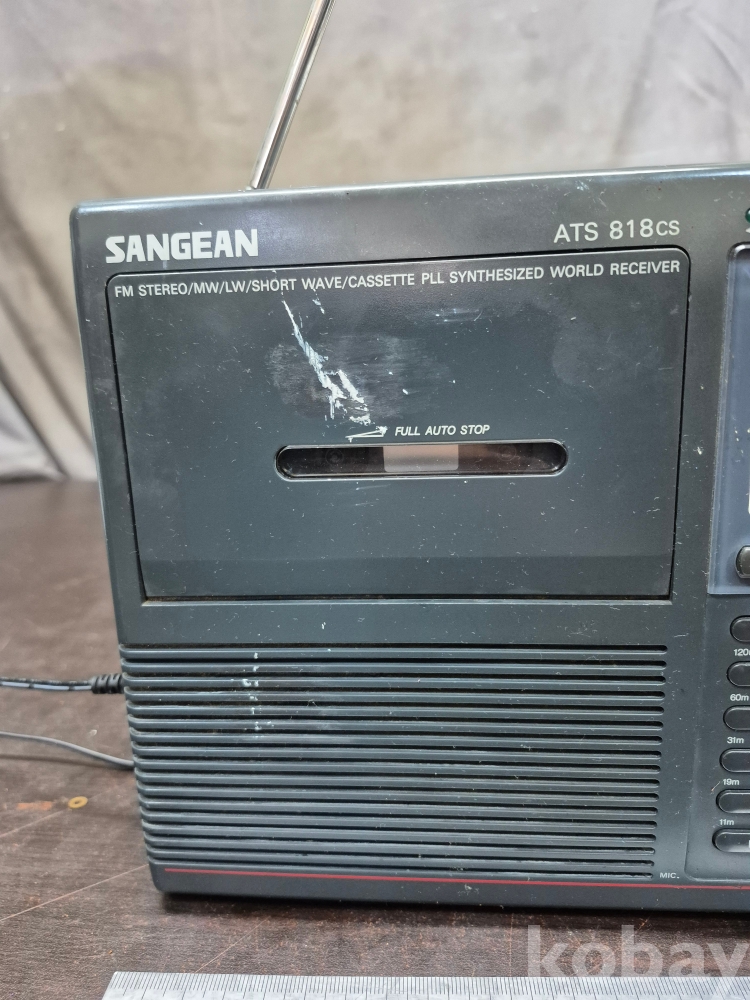 SANGEAN
ATS 818CS
FM STEREO/MW/LW/SHORT WAVE/CASSETTE PLL SYNTHESIZED WORLD RECEIVER
FULL AUTO STOP
60m
31m
19m
11m
MIC.
kobay